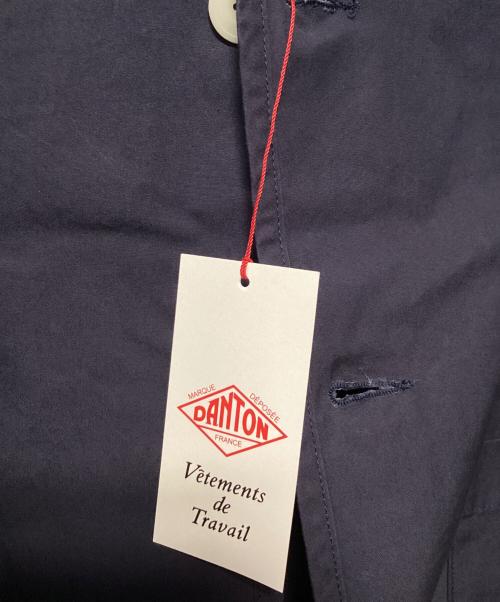 MARQUE DÉPOSÉE
DANTON
FRANCE
Vêtements
de
Travail